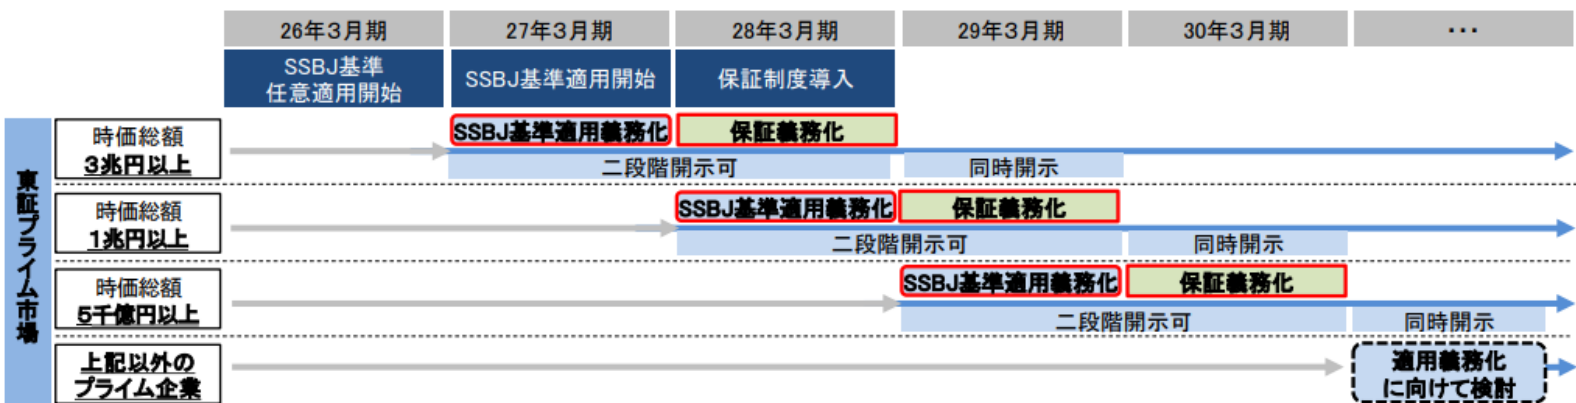 26年3月期
27年3月期
28年3月期
29年3月期
30年3月期
・・・
SSBJ基準
任意適用開始
SSBJ基準適用開始
保証制度導入
東証プライム市場
時価総額
3兆円以上
SSBJ基準適用義務化
保証義務化
二段階開示可
同時開示
時価総額
1兆円以上
SSBJ基準適用義務化
保証義務化
二段階開示可
同時開示
時価総額
5千億円以上
SSBJ基準適用義務化
保証義務化
二段階開示可
同時開示
上記以外の
プライム企業
適用義務化
に向けて検討